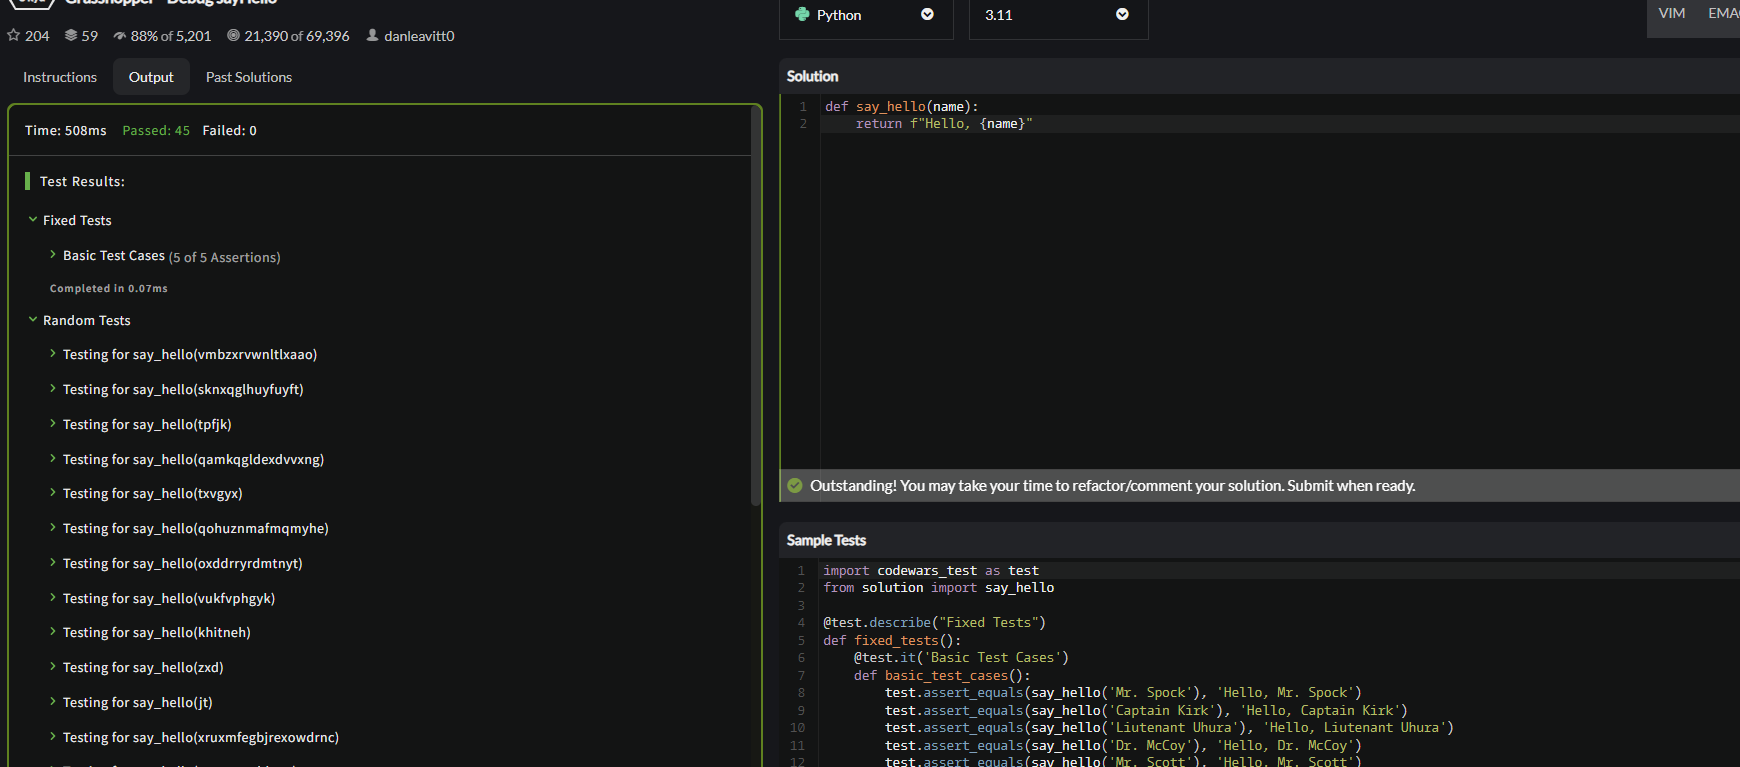 Grasshopper - Debug sayHello
204 59 88% of 5,201 21,390 of 69,396 danleavitt0
Instructions Output Past Solutions
Time: 508ms Passed: 45 Failed: 0
Test Results:
Fixed Tests
Basic Test Cases (5 of 5 Assertions)
Completed in 0.07ms
Random Tests
Testing for say_hello(vmbzxrvwnltlxaao)
Testing for say_hello(sknxqglhuyfuyft)
Testing for say_hello(tpfjk)
Testing for say_hello(qamkqgldexdvvxng)
Testing for say_hello(txvgyx)
Testing for say_hello(qohuznmafmqmyhe)
Testing for say_hello(oxddrryrdmtnyt)
Testing for say_hello(vukfvphgyk)
Testing for say_hello(khitneh)
Testing for say_hello(zxd)
Testing for say_hello(jt)
Testing for say_hello(xruxmfegbjrexowdrnc)
Python 3.11 VIM EMA
Solution
1 def say_hello(name):
2     return f"Hello, {name}"
Outstanding! You may take your time to refactor/comment your solution. Submit when ready.
Sample Tests
1 import codewars_test as test
2 from solution import say_hello
3
4 @test.describe("Fixed Tests")
5 def fixed_tests():
6     @test.it('Basic Test Cases')
7     def basic_test_cases():
8         test.assert_equals(say_hello('Mr. Spock'), 'Hello, Mr. Spock')
9         test.assert_equals(say_hello('Captain Kirk'), 'Hello, Captain Kirk')
10         test.assert_equals(say_hello('Liutenant Uhura'), 'Hello, Liutenant Uhura')
11         test.assert_equals(say_hello('Dr. McCoy'), 'Hello, Dr. McCoy')
12         test.assert_equals(say_hello('Mr. Scott'), 'Hello, Mr. Scott')